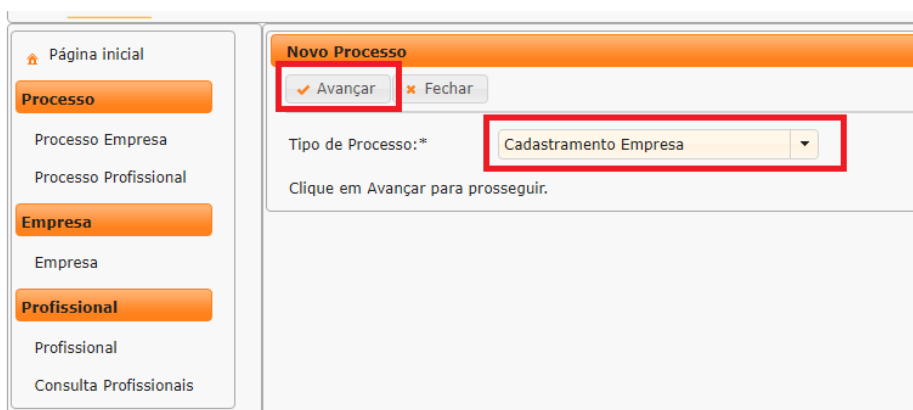 Página inicial
Processo
Processo Empresa
Processo Profissional
Empresa
Empresa
Profissional
Profissional
Consulta Profissionais
Novo Processo
Avançar
Fechar
Tipo de Processo:*
Cadastramento Empresa
Clique em Avançar para prosseguir.